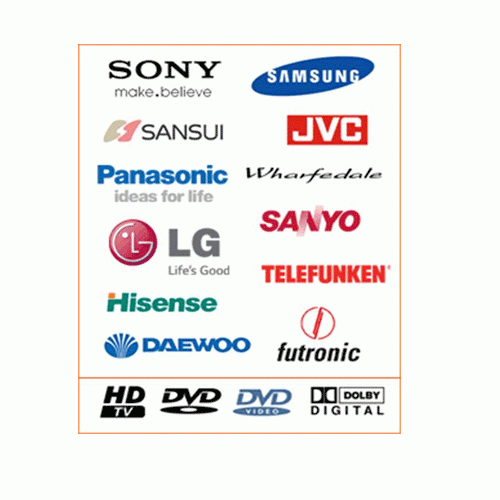 SONY
make.believe
SAMSUNG
SANSUI
JVC
Panasonic
ideas for life
Wharfedale
LG
Life's Good
SANYO
TELEFUNKEN®
Hisense
DAEWOO
futronic
HD
TV
DVD
DVD
VIDEO
DOLBY
DIGITAL